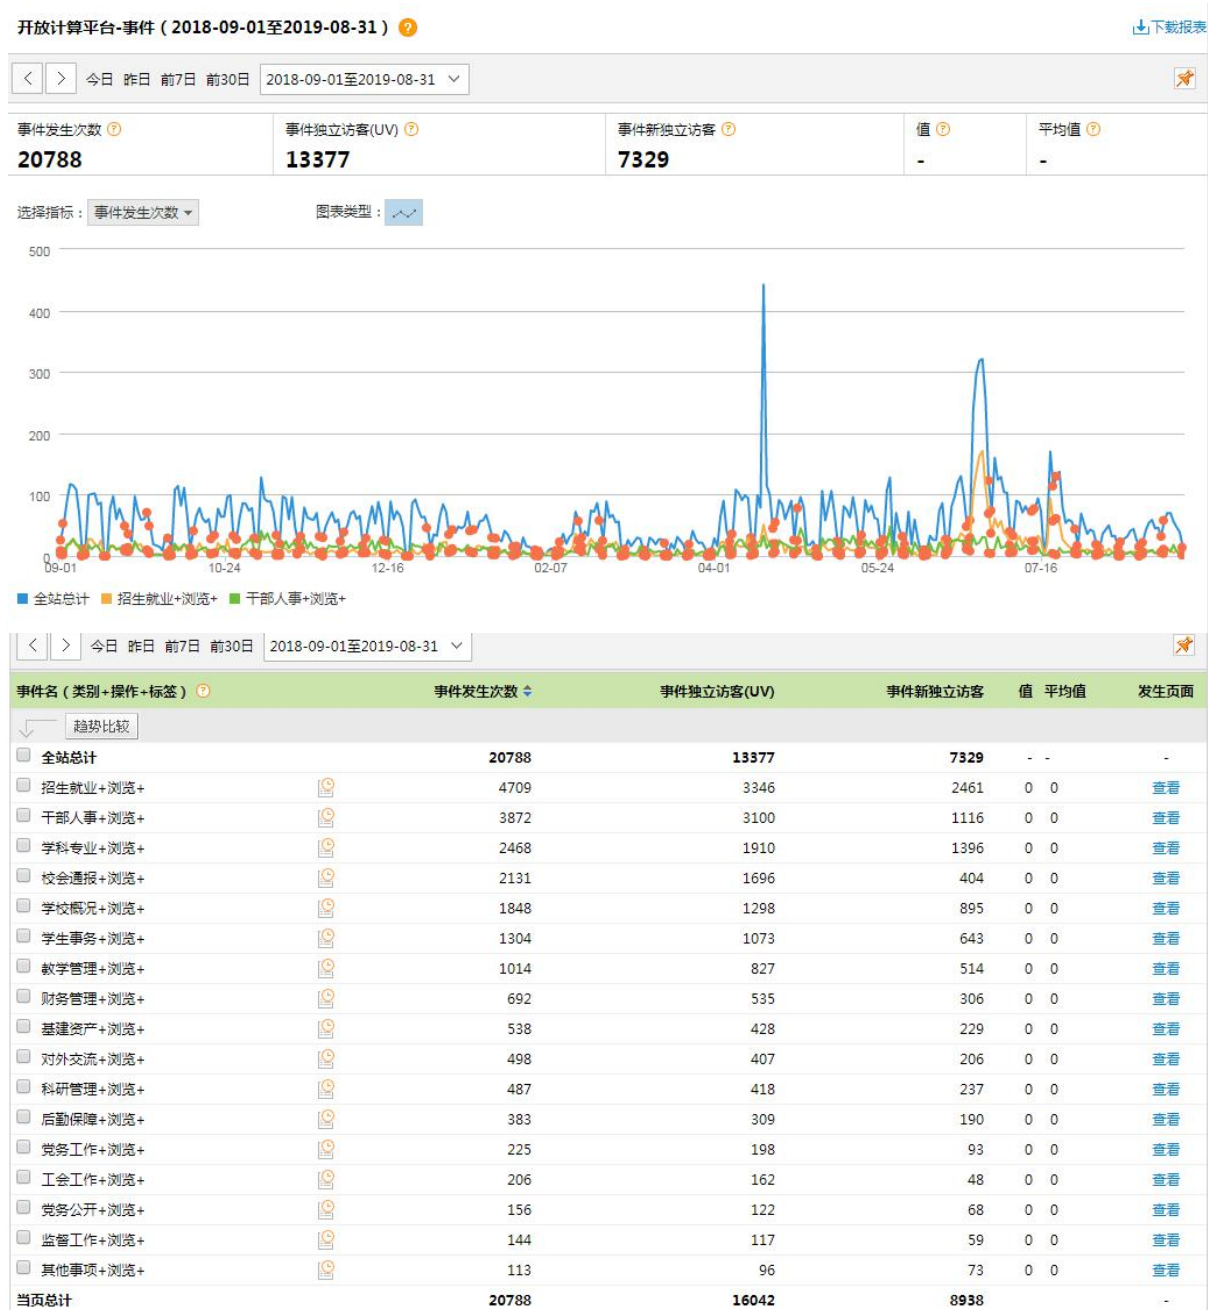 开放计算平台-事件（2018-09-01至2019-08-31）?
下载报表
< > 今日 昨日 前7日 前30日 2018-09-01至2019-08-31
事件发生次数 ? 事件独立访客(UV) ? 事件新独立访客 ? 值 ? 平均值 ?
20788 13377 7329 - -
选择指标： 事件发生次数 图表类型：
500
400
300
200
100
0
09-01 10-24 12-16 02-07 04-01 05-24 07-16
全站总计 招生就业+浏览+ 干部人事+浏览+
< > 今日 昨日 前7日 前30日 2018-09-01至2019-08-31
事件名（类别+操作+标签）? 事件发生次数 事件独立访客(UV) 事件新独立访客 值 平均值 发生页面
趋势比较
全站总计 20788 13377 7329 - - -
招生就业+浏览+ 4709 3346 2461 0 0 查看
干部人事+浏览+ 3872 3100 1116 0 0 查看
学科专业+浏览+ 2468 1910 1396 0 0 查看
校会通报+浏览+ 2131 1696 404 0 0 查看
学校概况+浏览+ 1848 1298 895 0 0 查看
学生事务+浏览+ 1304 1073 643 0 0 查看
教学管理+浏览+ 1014 827 514 0 0 查看
财务管理+浏览+ 692 535 306 0 0 查看
基建资产+浏览+ 538 428 229 0 0 查看
对外交流+浏览+ 498 407 206 0 0 查看
科研管理+浏览+ 487 418 237 0 0 查看
后勤保障+浏览+ 383 309 190 0 0 查看
党务工作+浏览+ 225 198 93 0 0 查看
工会工作+浏览+ 206 162 48 0 0 查看
党务公开+浏览+ 156 122 68 0 0 查看
监督工作+浏览+ 144 117 59 0 0 查看
其他事项+浏览+ 113 96 73 0 0 查看
当页总计 20788 16042 8938 -